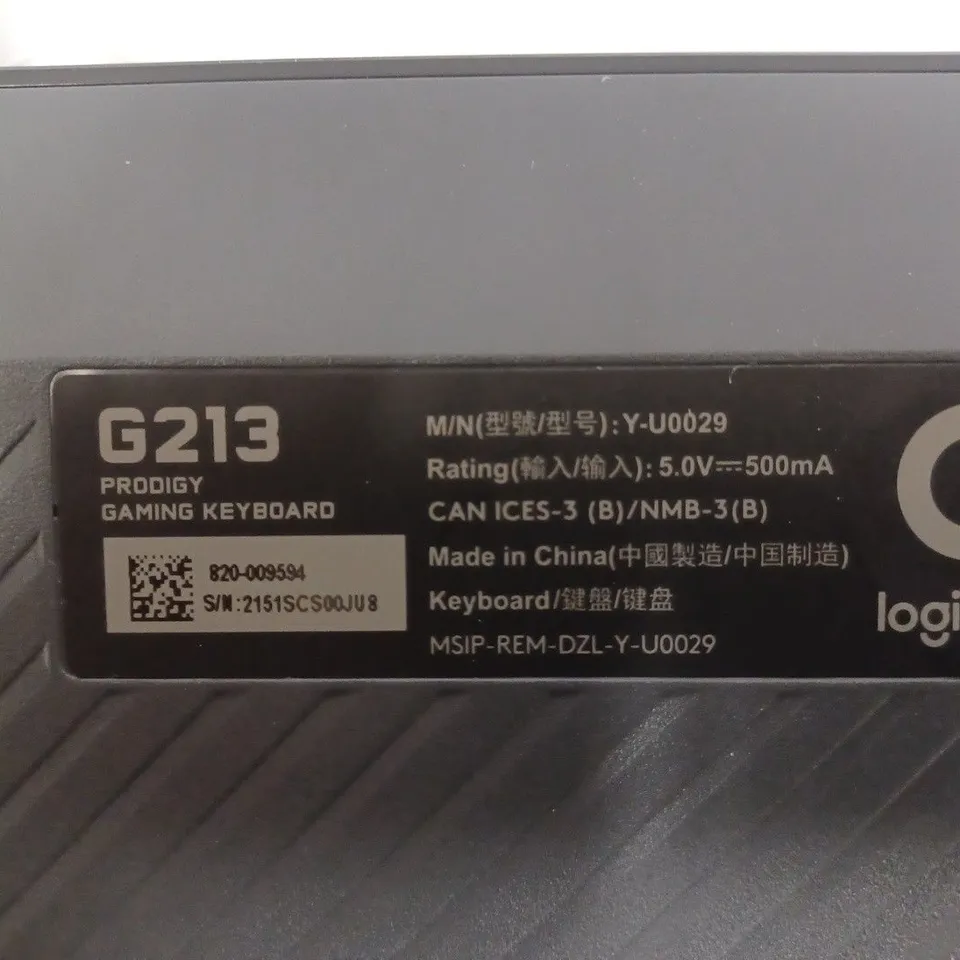 G213
PRODIGY
GAMING KEYBOARD
820-009594
S/N:2151SCS00JU8
M/N(型號/型号):Y-U0029
Rating(輸入/输入): 5.0V⎓500mA
CAN ICES-3 (B)/NMB-3(B)
Made in China(中國製造/中国制造)
Keyboard/鍵盤/键盘
MSIP-REM-DZL-Y-U0029
logi